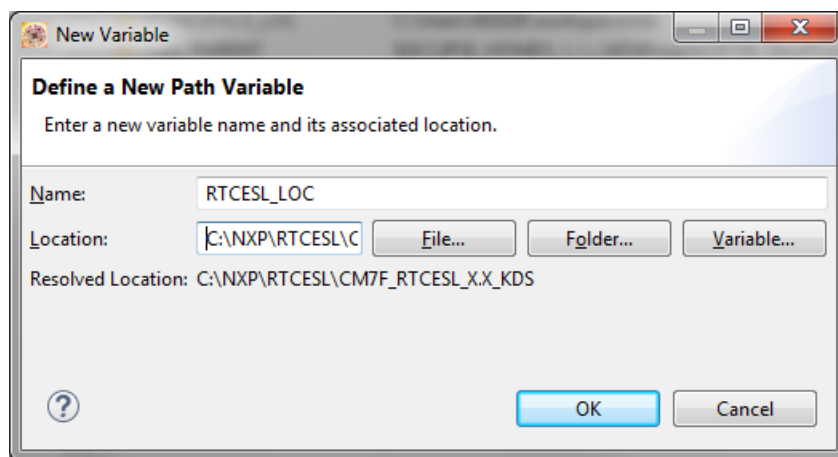 New Variable
Define a New Path Variable
Enter a new variable name and its associated location.
Name: RTCESL_LOC
Location: C:\NXP\RTCESL\C File... Folder... Variable...
Resolved Location: C:\NXP\RTCESL\CM7F_RTCESL_X.X_KDS
? OK Cancel